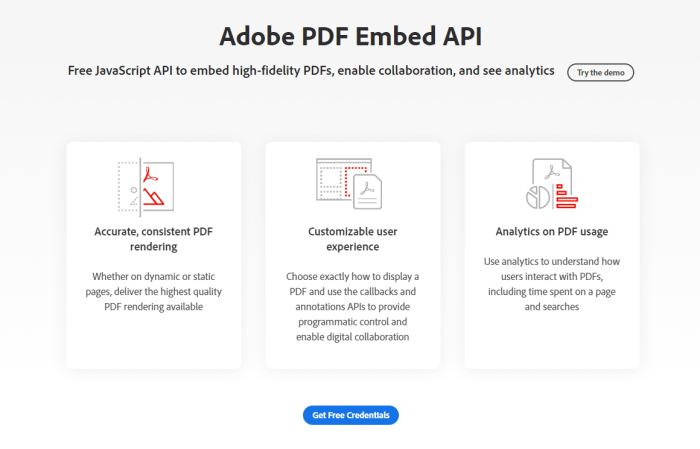 Adobe PDF Embed API
Free JavaScript API to embed high-fidelity PDFs, enable collaboration, and see analytics
Try the demo
Accurate, consistent PDF
rendering
Whether on dynamic or static
pages, deliver the highest quality
PDF rendering available
Customizable user
experience
Choose exactly how to display a
PDF and use the callbacks and
annotations APIs to provide
programmatic control and
enable digital collaboration
Analytics on PDF usage
Use analytics to understand how
users interact with PDFs,
including time spent on a page
and searches
Get Free Credentials